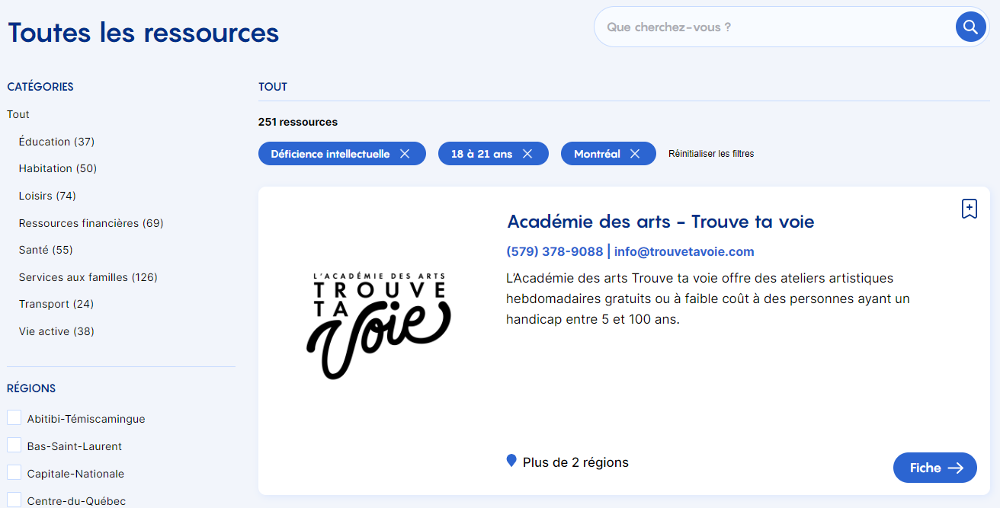 Toutes les ressources
Que cherchez-vous ?
CATÉGORIES
Tout
Éducation (37)
Habitation (50)
Loisirs (74)
Ressources financières (69)
Santé (55)
Services aux familles (126)
Transport (24)
Vie active (38)
RÉGIONS
Abitibi-Témiscamingue
Bas-Saint-Laurent
Capitale-Nationale
Centre-du-Québec
TOUT
251 ressources
Déficience intellectuelle
18 à 21 ans
Montréal
Réinitialiser les filtres
L'ACADÉMIE DES ARTS
TROUVE
TA
Voie
Académie des arts – Trouve ta voie
(579) 378-9088 | info@trouvetavoie.com
L’Académie des arts Trouve ta voie offre des ateliers artistiques
hebdomadaires gratuits ou à faible coût à des personnes ayant un
handicap entre 5 et 100 ans.
Plus de 2 régions
Fiche